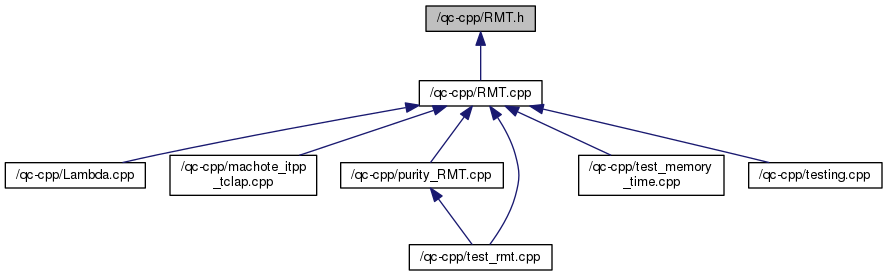 /qc-cpp/RMT.h
/qc-cpp/RMT.cpp
/qc-cpp/Lambda.cpp
/qc-cpp/machote_itpp
_tclap.cpp
/qc-cpp/purity_RMT.cpp
/qc-cpp/test_memory
_time.cpp
/qc-cpp/testing.cpp
/qc-cpp/test_rmt.cpp